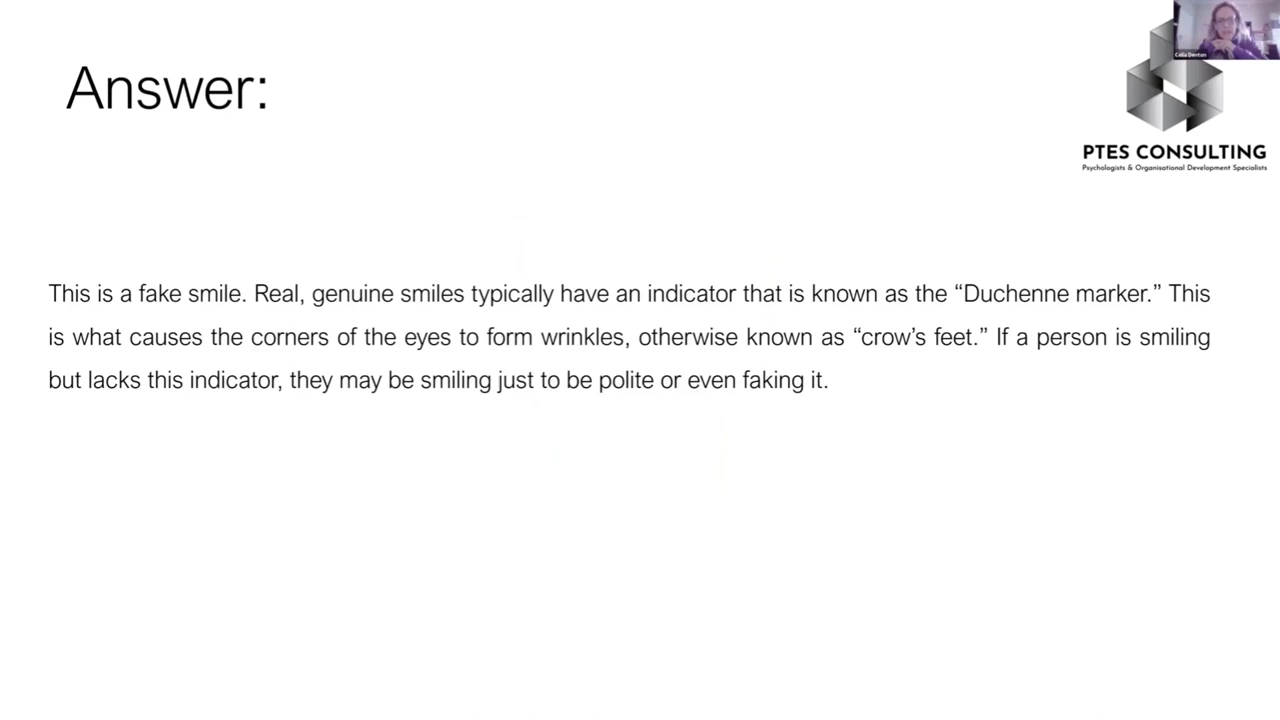 Answer:
Celia Denton
PTES CONSULTING
Psychologists & Organisational Development Specialists
This is a fake smile. Real, genuine smiles typically have an indicator that is known as the “Duchenne marker.” This
is what causes the corners of the eyes to form wrinkles, otherwise known as “crow’s feet.” If a person is smiling
but lacks this indicator, they may be smiling just to be polite or even faking it.